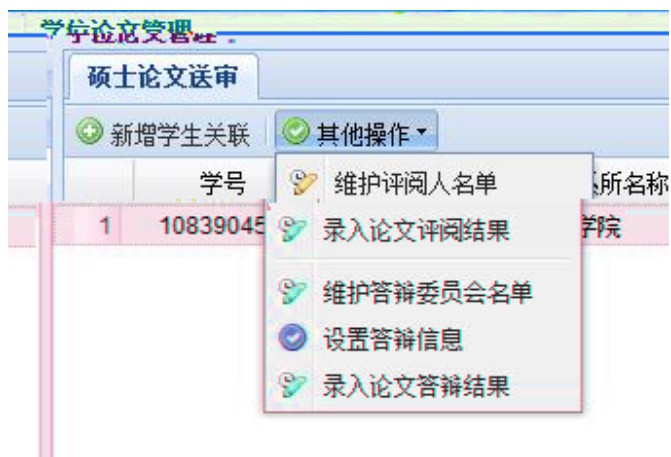 学位论文管理
硕士论文送审
新增学生关联 其他操作
学号 维护评阅人名单 所名称
1 10839045 录入论文评阅结果 学院
维护答辩委员会名单
设置答辩信息
录入论文答辩结果